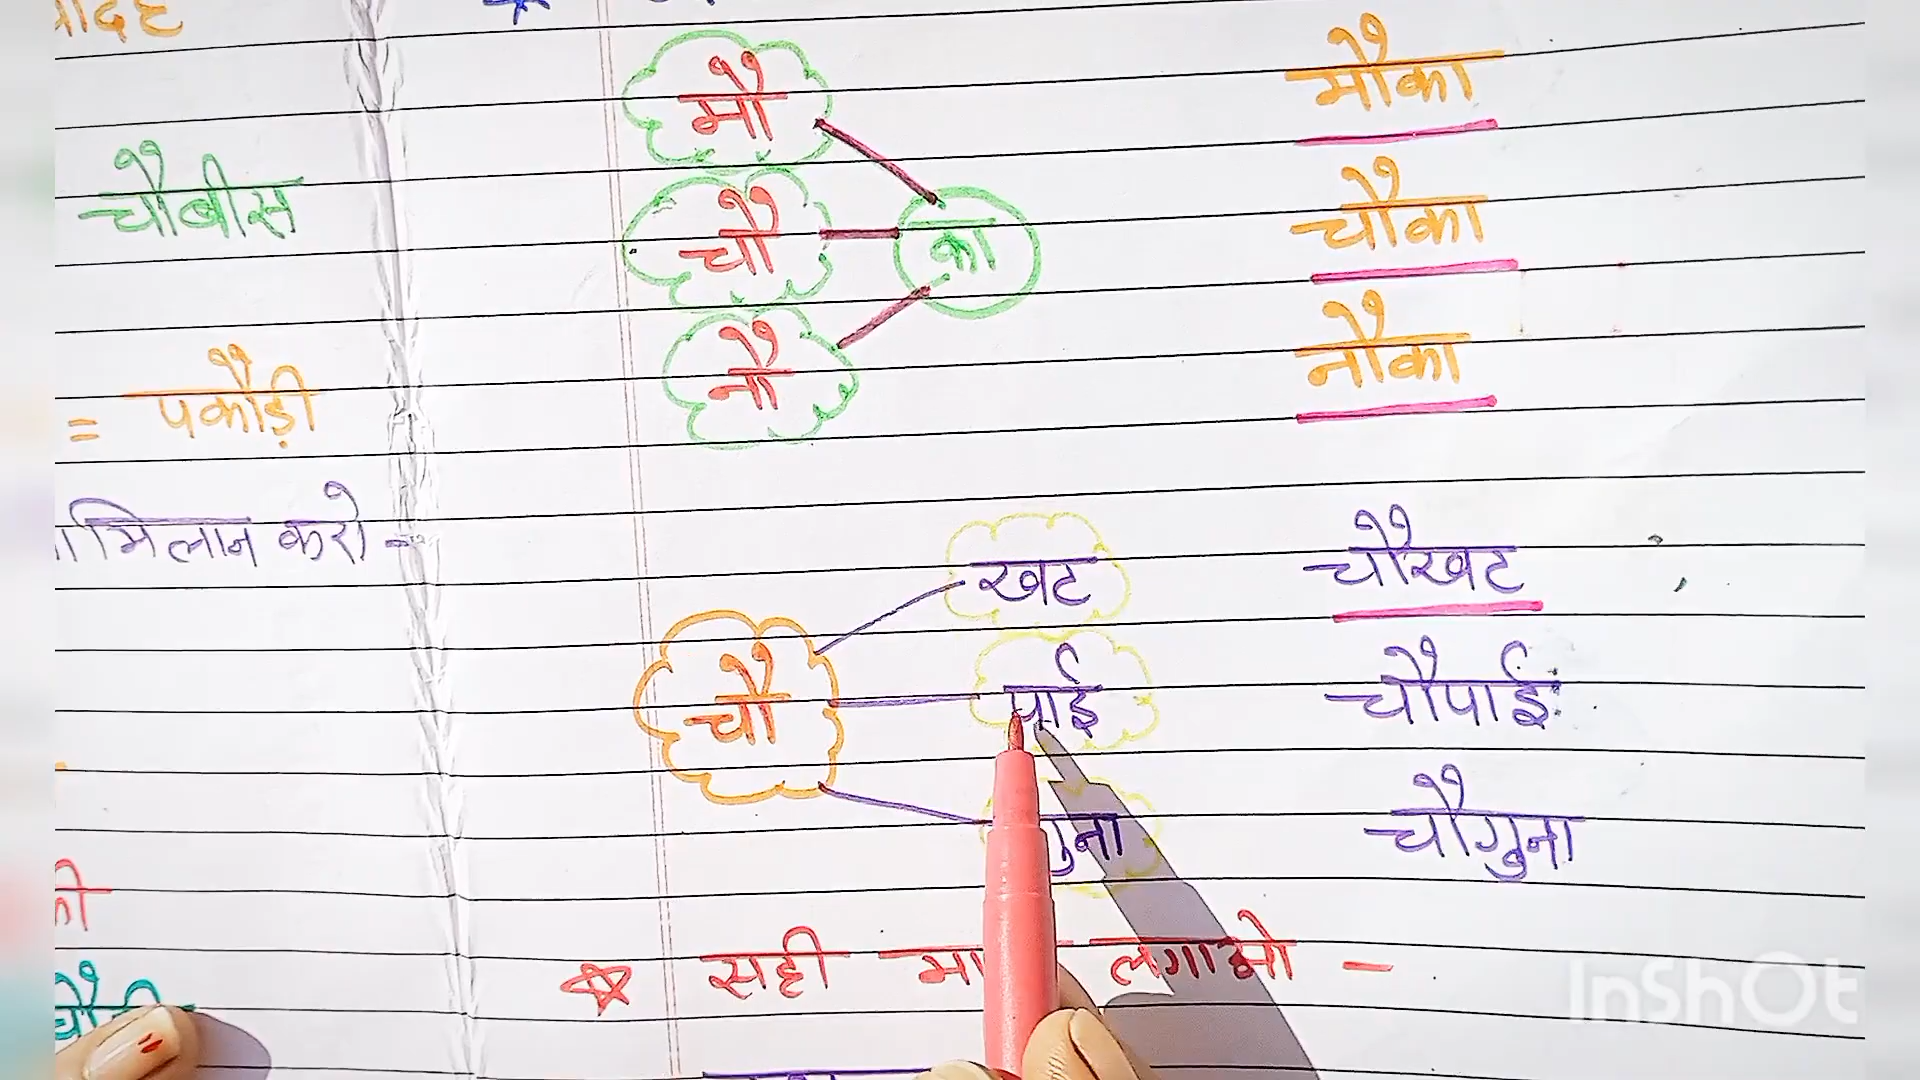 चौबीस
= पकौड़ी
मिलान करो -
मौ
चौ
नौ
का
मौका
चौका
नौका
चौ
खट
पाई
गुना
चौखट
चौपाई
चौगुना
सही लगाओ -
InShOt